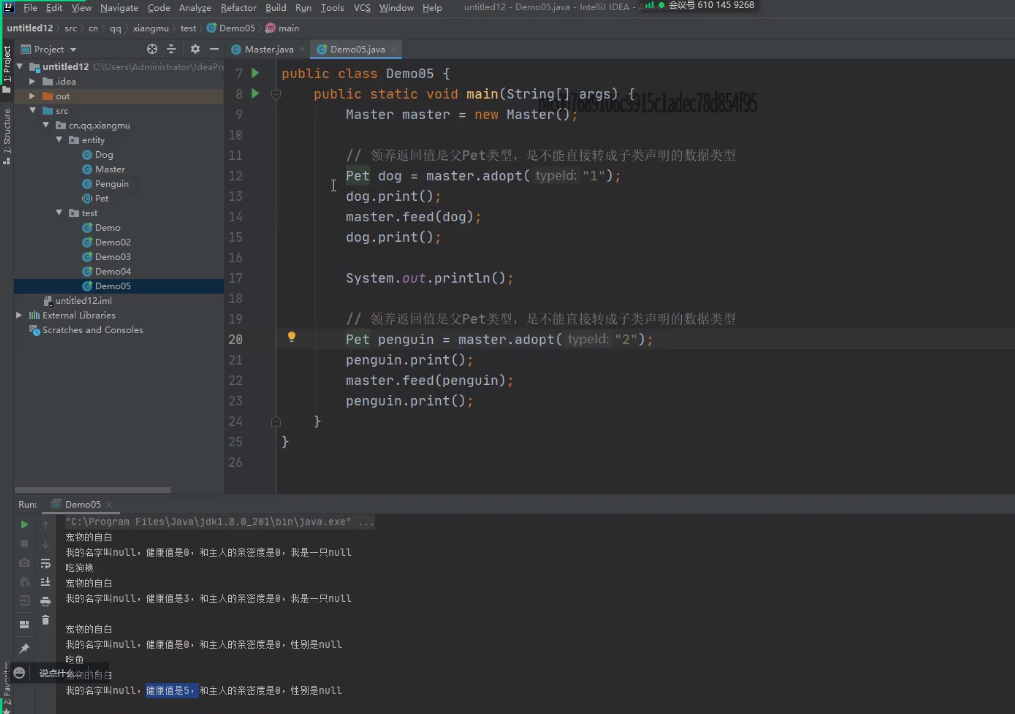 File Edit View Navigate Code Analyze Refactor Build Run Tools VCS Window Help untitled12 - Demo05.java - IntelliJ IDEA - 会议号 610 145 9268
untitled12 src cn qq xiangmu test Demo05 main
Project Master.java Demo05.java
1: Project
untitled12 C:\Users\Administrator\IdeaPr
.idea
out
src
cn.qq.xiangmu
entity
Dog
Master
Penguin
Pet
test
Demo
Demo02
Demo03
Demo04
Demo05
untitled12.iml
External Libraries
Scratches and Consoles
7: Structure
2: Favorites
7 public class Demo05 {
8 public static void main(String[] args) {
9 Master master = new Master();
10
11 // 领养返回值是父Pet类型，是不能直接转成子类声明的数据类型
12 Pet dog = master.adopt( typeId: "1");
13 dog.print();
14 master.feed(dog);
15 dog.print();
16
17 System.out.println();
18
19 // 领养返回值是父Pet类型，是不能直接转成子类声明的数据类型
20 Pet penguin = master.adopt( typeId: "2");
21 penguin.print();
22 master.feed(penguin);
23 penguin.print();
24 }
25 }
26
Run: Demo05
"C:\Program Files\Java\jdk1.8.0_201\bin\java.exe" ...
宠物的自白
我的名字叫null，健康值是0，和主人的亲密度是0，我是一只null
吃狗粮
宠物的自白
我的名字叫null，健康值是3，和主人的亲密度是0，我是一只null
宠物的自白
我的名字叫null，健康值是0，和主人的亲密度是0，性别是null
吃鱼
宠物的自白
说点什么...
我的名字叫null，健康值是5，和主人的亲密度是0，性别是null